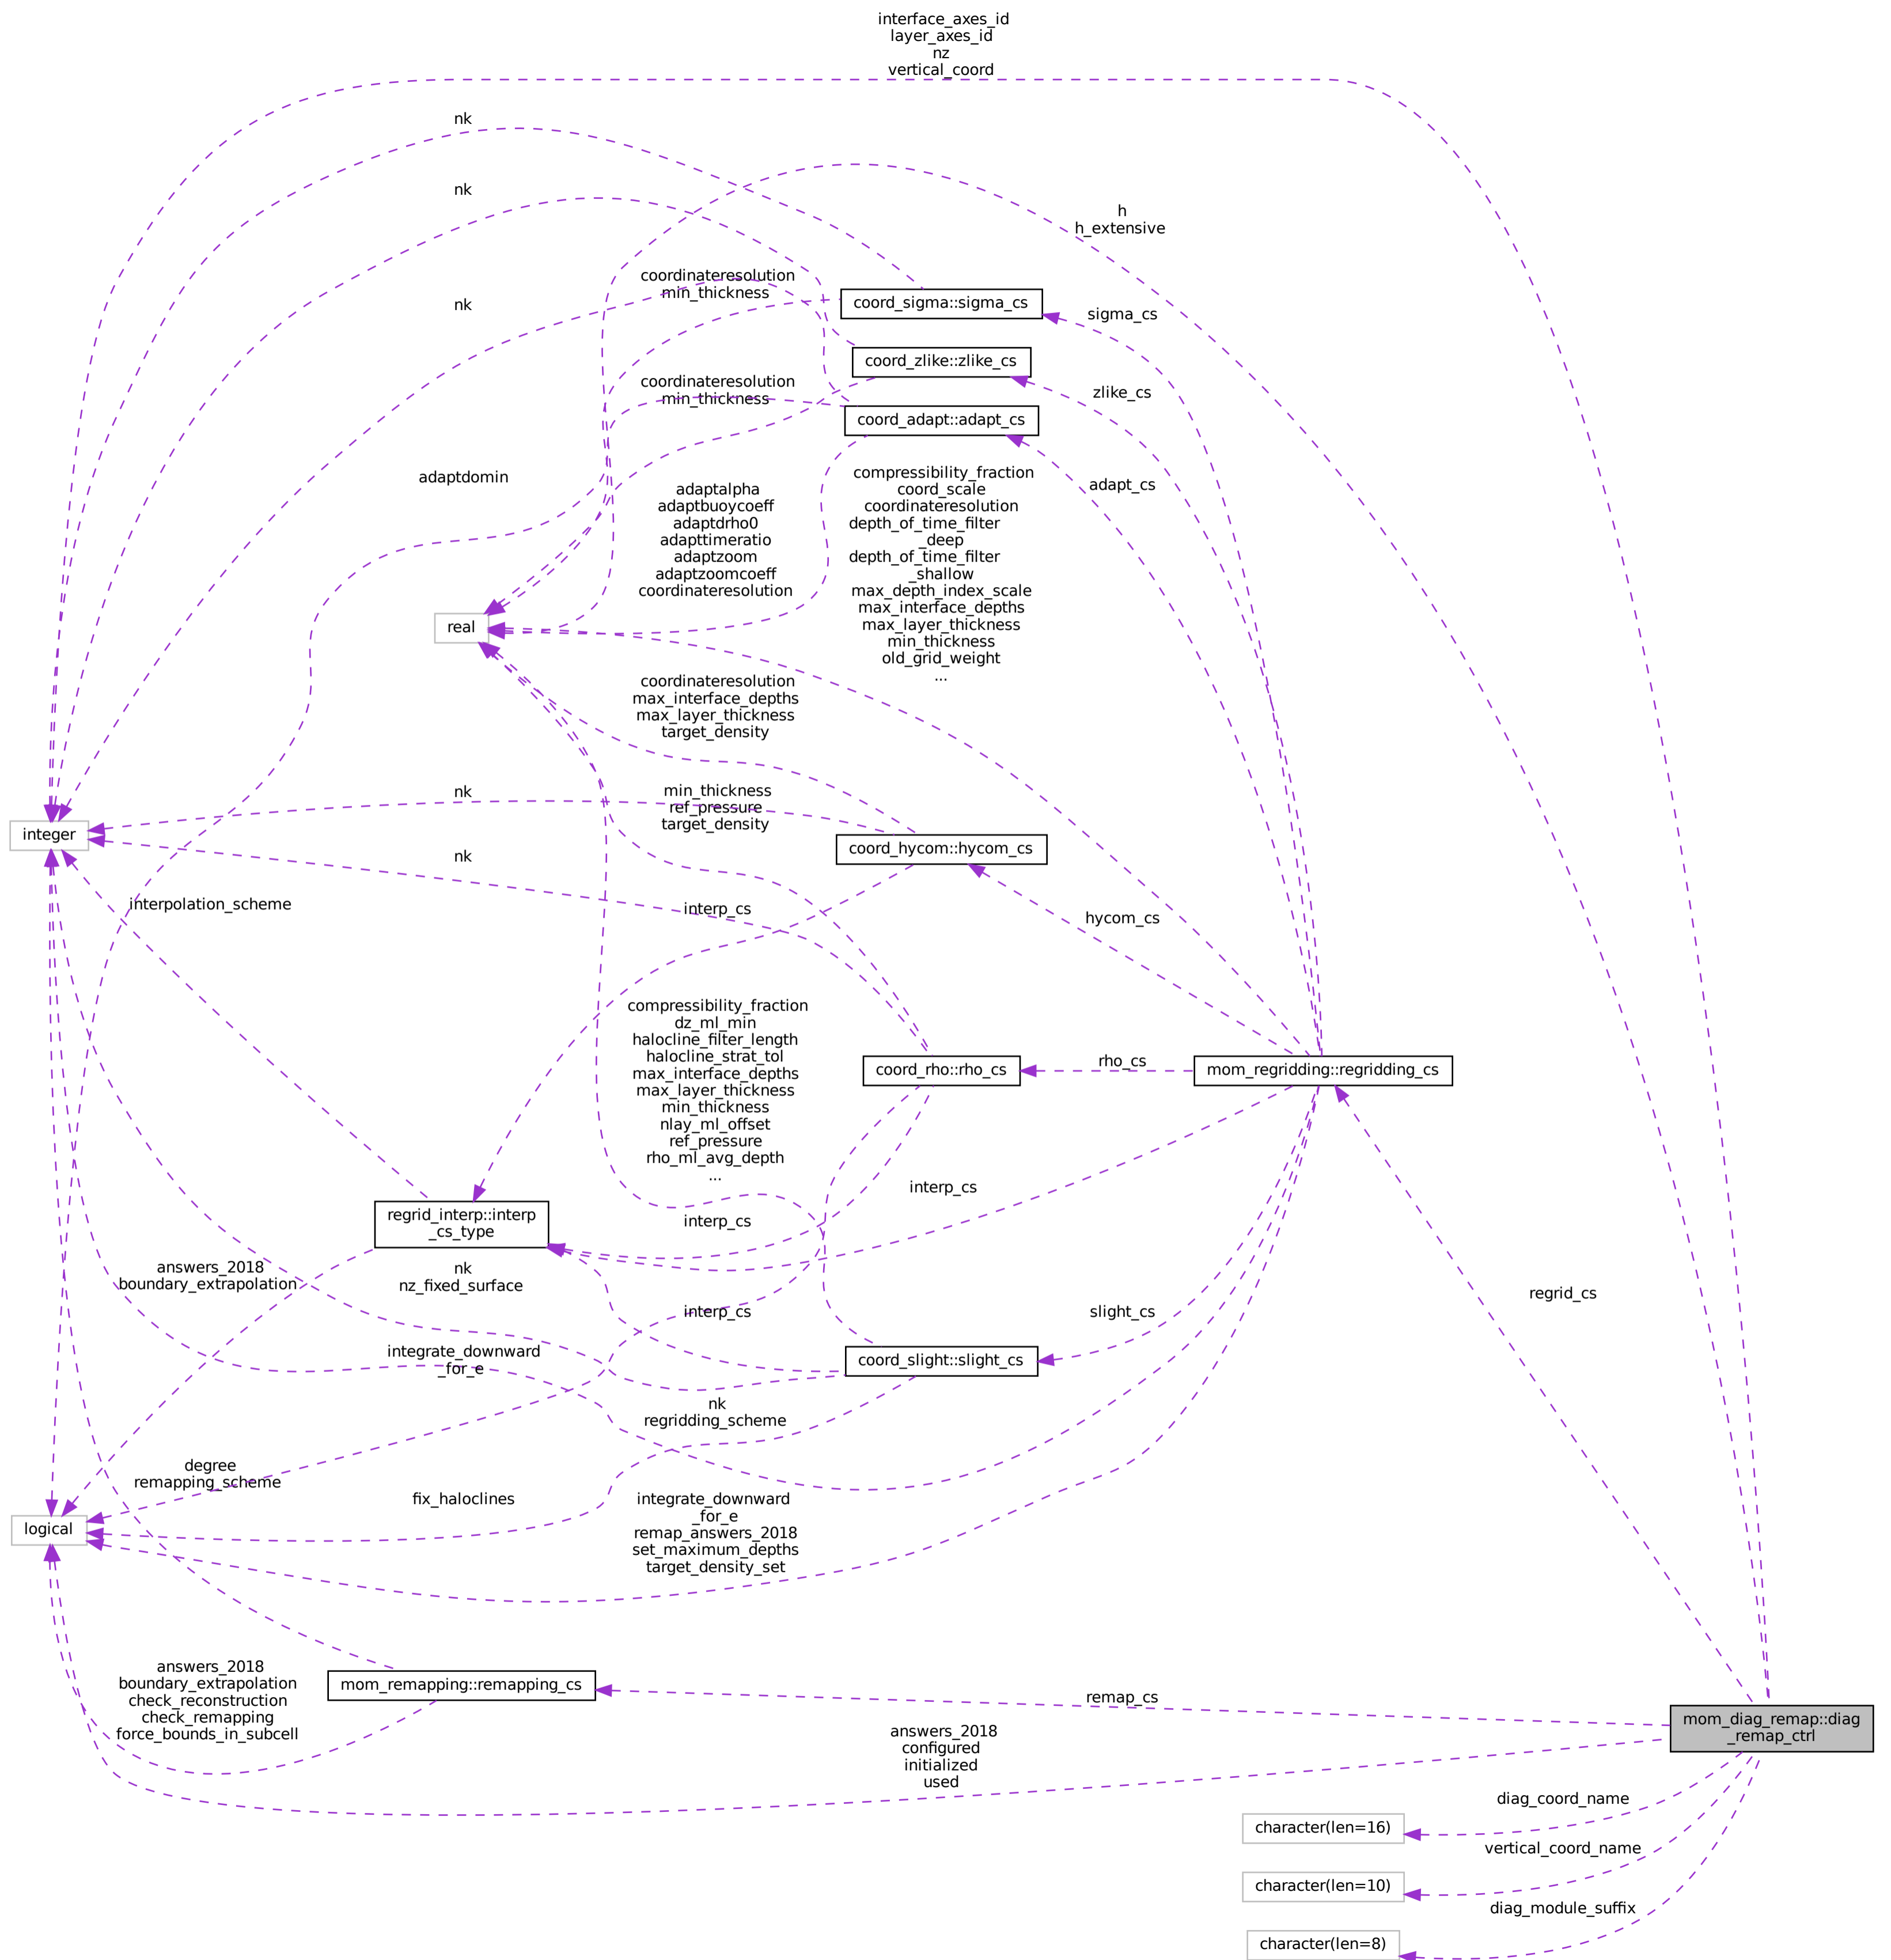 interface_axes_id
layer_axes_id
nz
vertical_coord
nk
nk
h
h_extensive
coordinateresolution
min_thickness
nk
coord_sigma::sigma_cs
sigma_cs
coord_zlike::zlike_cs
coordinateresolution
min_thickness
zlike_cs
coord_adapt::adapt_cs
adaptdomin
adapt_cs
adaptalpha
adaptbuoycoeff
adaptdrho0
adapttimeratio
adaptzoom
adaptzoomcoeff
coordinateresolution
compressibility_fraction
coord_scale
coordinateresolution
depth_of_time_filter
_deep
depth_of_time_filter
_shallow
max_depth_index_scale
max_interface_depths
max_layer_thickness
min_thickness
old_grid_weight
...
real
coordinateresolution
max_interface_depths
max_layer_thickness
target_density
nk
min_thickness
ref_pressure
target_density
integer
coord_hycom::hycom_cs
nk
interpolation_scheme
interp_cs
hycom_cs
compressibility_fraction
dz_ml_min
halocline_filter_length
halocline_strat_tol
max_interface_depths
max_layer_thickness
min_thickness
nlay_ml_offset
ref_pressure
rho_ml_avg_depth
...
coord_rho::rho_cs
rho_cs
mom_regridding::regridding_cs
interp_cs
regrid_interp::interp
_cs_type
interp_cs
answers_2018
boundary_extrapolation
nk
nz_fixed_surface
regrid_cs
interp_cs
slight_cs
integrate_downward
_for_e
coord_slight::slight_cs
nk
regridding_scheme
degree
remapping_scheme
fix_haloclines
integrate_downward
_for_e
remap_answers_2018
set_maximum_depths
target_density_set
logical
answers_2018
boundary_extrapolation
check_reconstruction
check_remapping
force_bounds_in_subcell
mom_remapping::remapping_cs
remap_cs
mom_diag_remap::diag
_remap_ctrl
answers_2018
configured
initialized
used
diag_coord_name
character(len=16)
vertical_coord_name
character(len=10)
diag_module_suffix
character(len=8)